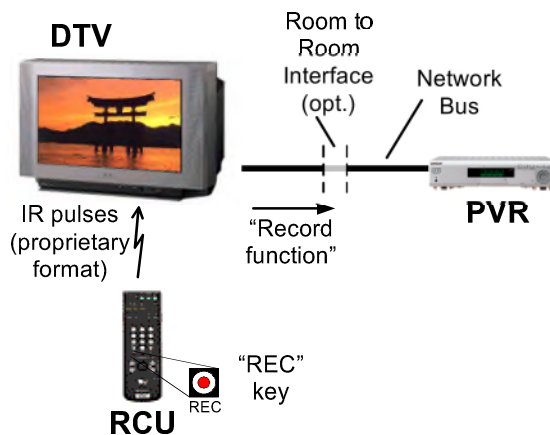 DTV
Room to
Room
Interface
(opt.)
Network
Bus
PVR
"Record
function"
IR pulses
(proprietary
format)
"REC"
key
REC
RCU